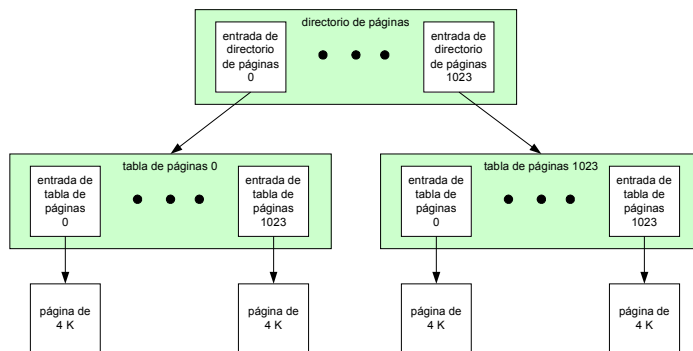 directorio de páginas
entrada de
directorio
de páginas
0
entrada de
directorio
de páginas
1023
tabla de páginas 0
entrada de
tabla de
páginas
0
entrada de
tabla de
páginas
1023
tabla de páginas 1023
entrada de
tabla de
páginas
0
entrada de
tabla de
páginas
1023
página de
4 K
página de
4 K
página de
4 K
página de
4 K